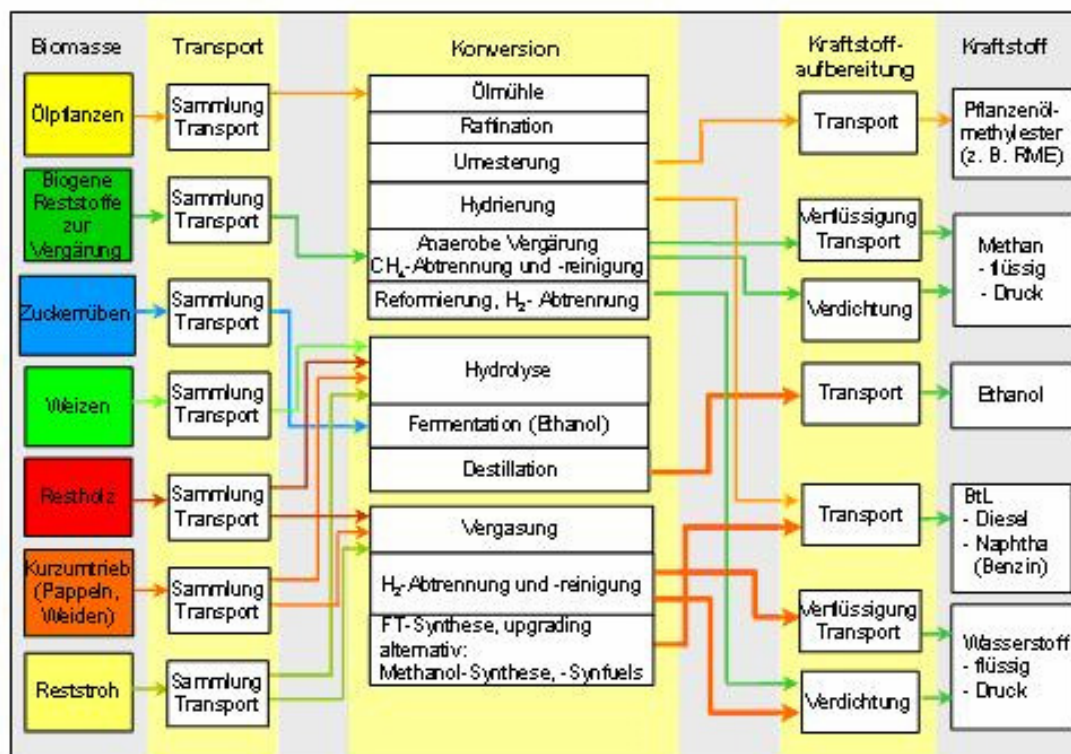 Biomasse
Transport
Konversion
Kraftstoff-
aufbereitung
Kraftstoff
Ölpflanzen
Sammlung
Transport
Ölmühle
Raffination
Umesterung
Hydrierung
Anaerobe Vergärung
CH₄-Abtrennung und -reinigung
Reformierung, H₂- Abtrennung
Transport
Pflanzenöl-
methylester
(z. B. RME)
Biogene
Reststoffe
zur
Vergärung
Sammlung
Transport
Verflüssigung
Transport
Verdichtung
Methan
- flüssig
- Druck
Zuckerrüben
Sammlung
Transport
Weizen
Sammlung
Transport
Hydrolyse
Fermentation (Ethanol)
Destillation
Transport
Ethanol
Restholz
Sammlung
Transport
Vergasung
H₂-Abtrennung und -reinigung
FT-Synthese, upgrading
alternativ:
Methanol-Synthese, -Synfuels
Transport
BtL
- Diesel
- Naphtha
(Benzin)
Kurzumtrieb
(Pappeln,
Weiden)
Sammlung
Transport
Verflüssigung
Transport
Verdichtung
Wasserstoff
- flüssig
- Druck
Reststroh
Sammlung
Transport